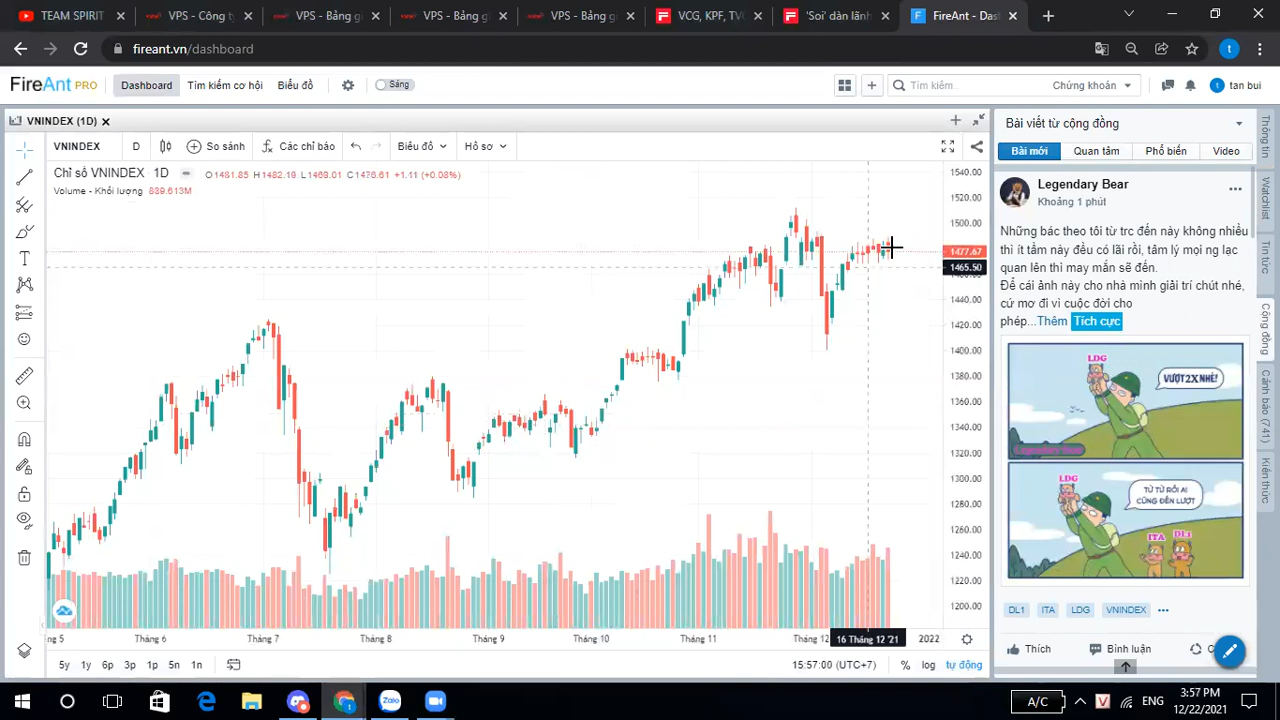 TEAM SPIRIT
VPS - Công ty
VPS - Bảng g
VPS - Bảng g
VPS - Bảng gi
VCG, KPF, TVC
'Soi' dàn lãnh
FireAnt - Das
fireant.vn/dashboard
t
FireAnt PRO
Dashboard
Tìm kiếm cơ hội
Biểu đồ
Sáng
Tìm kiếm.
Chứng khoán
t
tan bui
VNINDEX (1D)
VNINDEX
D
So sánh
Các chỉ báo
Biểu đồ
Hồ sơ
Chỉ số VNINDEX 1D
O1481.85 H1482.19 L1469.01 C1476.61 +1.11 (+0.08%)
Volume - Khối lượng 839.613M
1540.00
1520.00
1500.00
1477.67
1465.50
1440.00
1420.00
1400.00
1380.00
1360.00
1340.00
1320.00
1300.00
1280.00
1260.00
1240.00
1220.00
1200.00
Tháng 6
Tháng 7
Tháng 8
Tháng 9
Tháng 10
Tháng 11
Tháng 12
16 Tháng 12 '21
2022
5y 1y 6p 3p 1p 5n 1n
15:57:00 (UTC+7)
%
log
tự động
Bài viết từ cộng đồng
Bài mới
Quan tâm
Phổ biến
Video
Legendary Bear
Khoảng 1 phút
Những bác theo tôi từ trc đến này không nhiều
thì ít tầm này đều có lãi rồi, tâm lý mọi ng lạc
quan lên thì may mắn sẽ đến.
Để cái ảnh này cho nhà mình giải trí chút nhé,
cứ mơ đi vì cuộc đời cho
phép...Thêm Tích cực
LDG
VƯỢT 2X NHÉ!
Legendary Bear
LDG
TỪ TỪ RỒI AI
CŨNG ĐẾN LƯỢT
ITA
DL1
DL1
ITA
LDG
VNINDEX
Thích
Bình luận
Thông tin
Watchlist
Tin tức
Cộng đồng
Cảnh báo (741)
Kiến thức
A/C
ENG
3:57 PM
12/22/2021